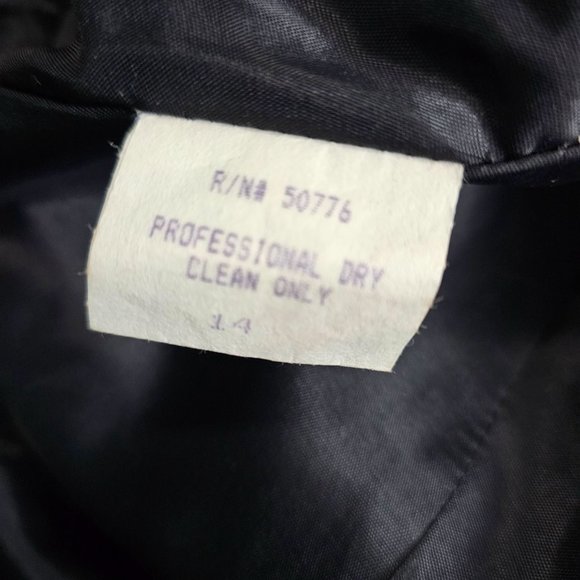 R/N# 50776
PROFESSIONAL DRY
CLEAN ONLY
14